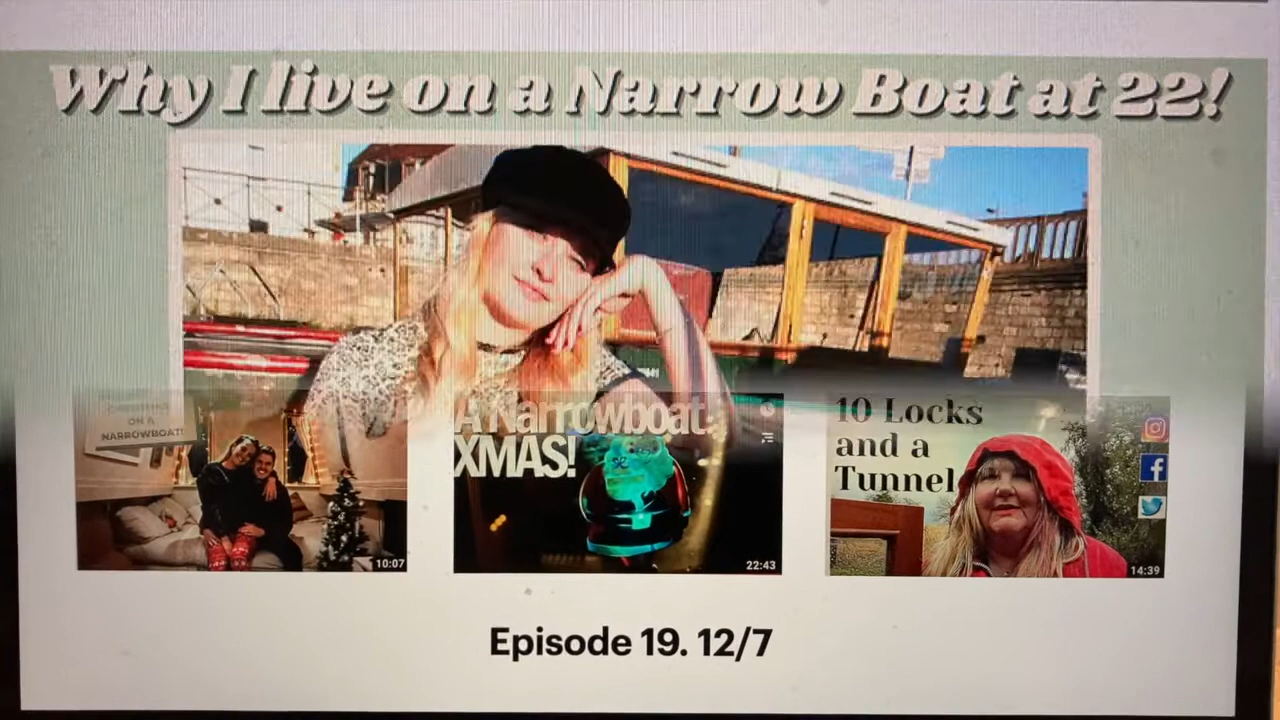 Why I live on a Narrow Boat at 22!
ON A
NARROWBOAT!
10:07
A Narrowboat
XMAS!
22:43
10 Locks
and a
Tunnel
14:39
Episode 19. 12/7